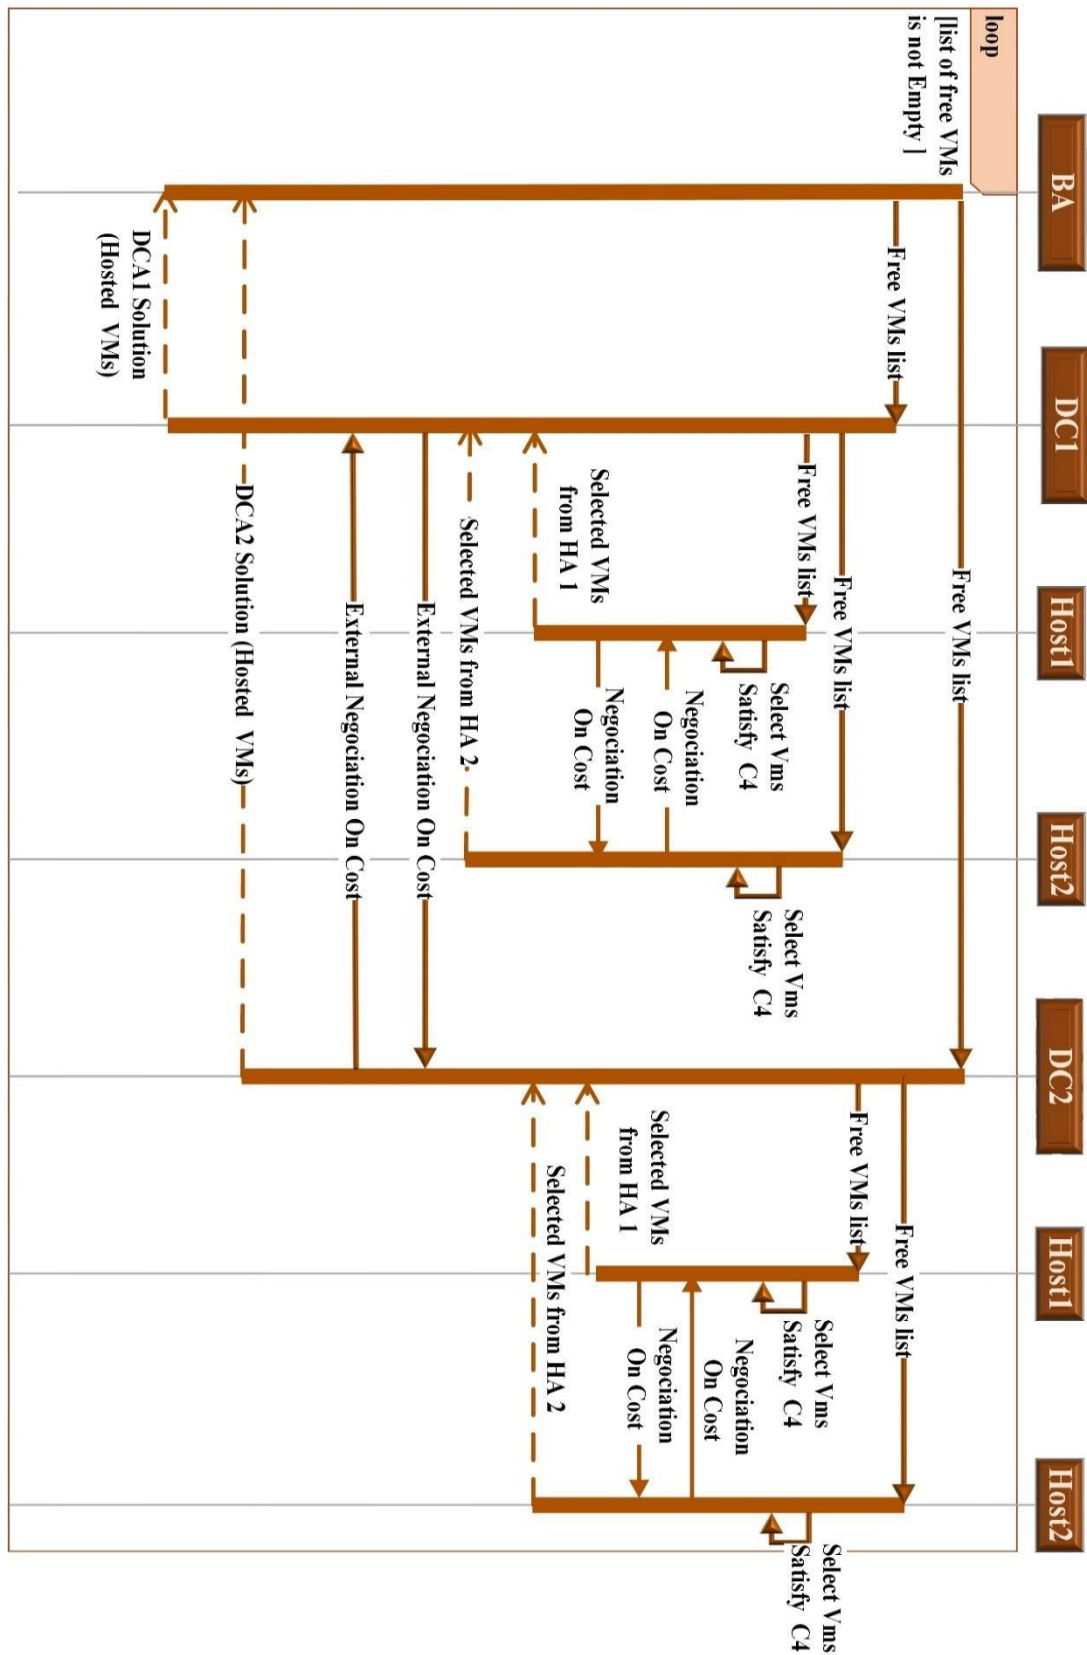 BA
DC1
Host1
Host2
DC2
Host1
Host2
loop
[list of free VMs
is not Empty ]
Free VMs list
Free VMs list
Free VMs list
Free VMs list
Free VMs list
Free VMs list
Select Vms
Satisfy C4
Select Vms
Satisfy C4
Select Vms
Satisfy C4
Select Vms
Satisfy C4
Negociation
On Cost
Negociation
On Cost
Negociation
On Cost
Negociation
On Cost
Selected VMs
from HA 1
Selected VMs
from HA 1
Selected VMs from HA 2
Selected VMs from HA 2
External Negociation On Cost
External Negociation On Cost
DCA2 Solution (Hosted VMs)
DCA1 Solution
(Hosted VMs)